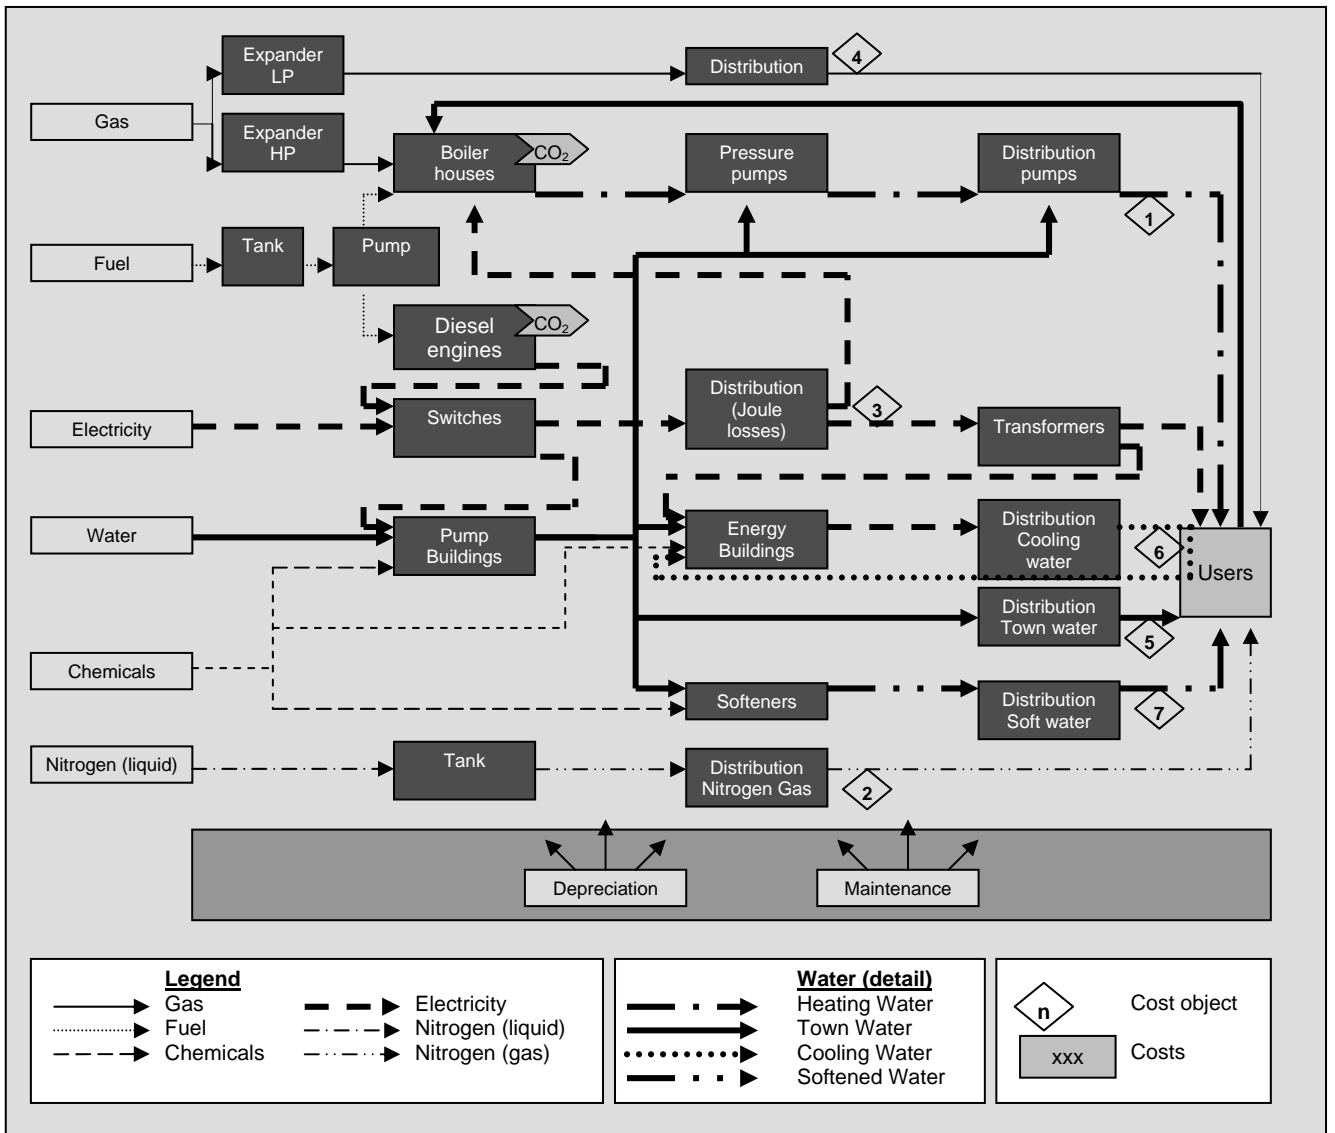 Expander
LP
Distribution
4
Gas
Expander
HP
Boiler
houses
CO2
Pressure
pumps
Distribution
pumps
1
Fuel
Tank
Pump
Diesel
engines
CO2
Electricity
Switches
Distribution
(Joule
losses)
3
Transformers
Water
Pump
Buildings
Energy
Buildings
Distribution
Cooling
water
6
Users
Distribution
Town water
5
Chemicals
Softeners
Distribution
Soft water
7
Nitrogen (liquid)
Tank
Distribution
Nitrogen Gas
2
Depreciation
Maintenance
Legend
Gas
Fuel
Chemicals
Electricity
Nitrogen (liquid)
Nitrogen (gas)
Water (detail)
Heating Water
Town Water
Cooling Water
Softened Water
n
Cost object
xxx
Costs